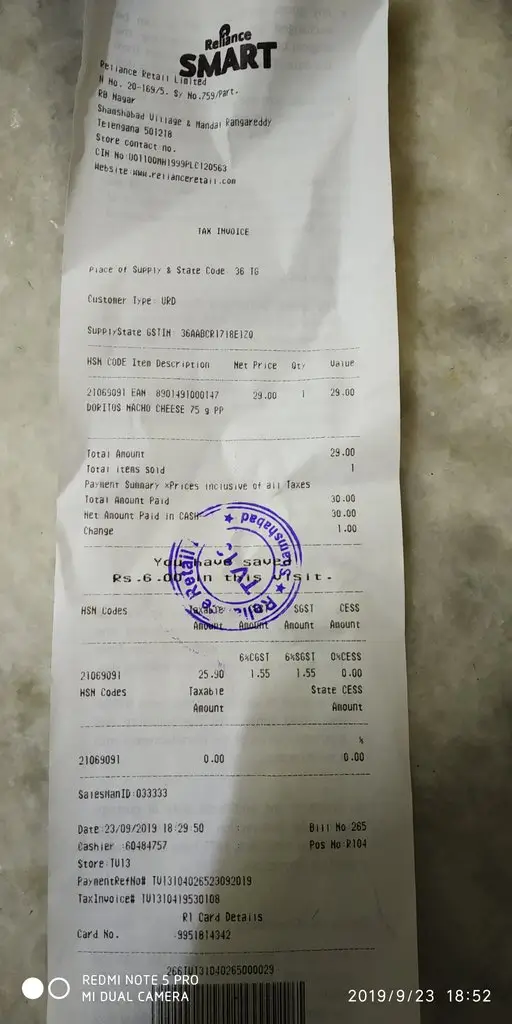 Reliance
SMART
Reliance Retail Limited
H No. 20-169/5. Sy No.759/Part.
RB Nagar
Shamshabad Village & Mandal Rangareddy
Telengana 501218
Store contact no.
CIN No U01100MH1999PLC120563
Website www.relianceretail.com
TAX INVOICE
Place of Supply & State Code: 36 TG
Customer Type: URD
SupplyState GSTIN: 36AABCR1718E1ZQ
HSN CODE Item Description Net Price Qty Value
21069091 EAN 8901491000147 29.00 1 29.00
DORITOS NACHO CHEESE 75 g PP
Total Amount 29.00
Total items sold 1
Payment Summary *Prices inclusive of all Taxes
Total Amount Paid 30.00
Net Amount Paid in CASH 30.00
Change 1.00
You have saved
Rs.6.00 in this visit.
Reliance Retail
Shamshabad
HSN Codes Taxable SGST CESS
Amount Amount Amount Amount
6%CGST 6%SGST 0%CESS
21069091 25.90 1.55 1.55 0.00
HSN Codes Taxable State CESS
Amount Amount
%
21069091 0.00 0.00
SalesManID:033333
Date:23/09/2019 18:29:50 Bill No 265
Cashier :60484757 Pos No:R104
Store:TV13
PaymentRefNo# TV13104026523092019
TaxInvoice# TV1310419530108
R1 Card Details
Card No. :9951814342
266TV131040265000029
REDMI NOTE 5 PRO
MI DUAL CAMERA
2019/9/23 18:52